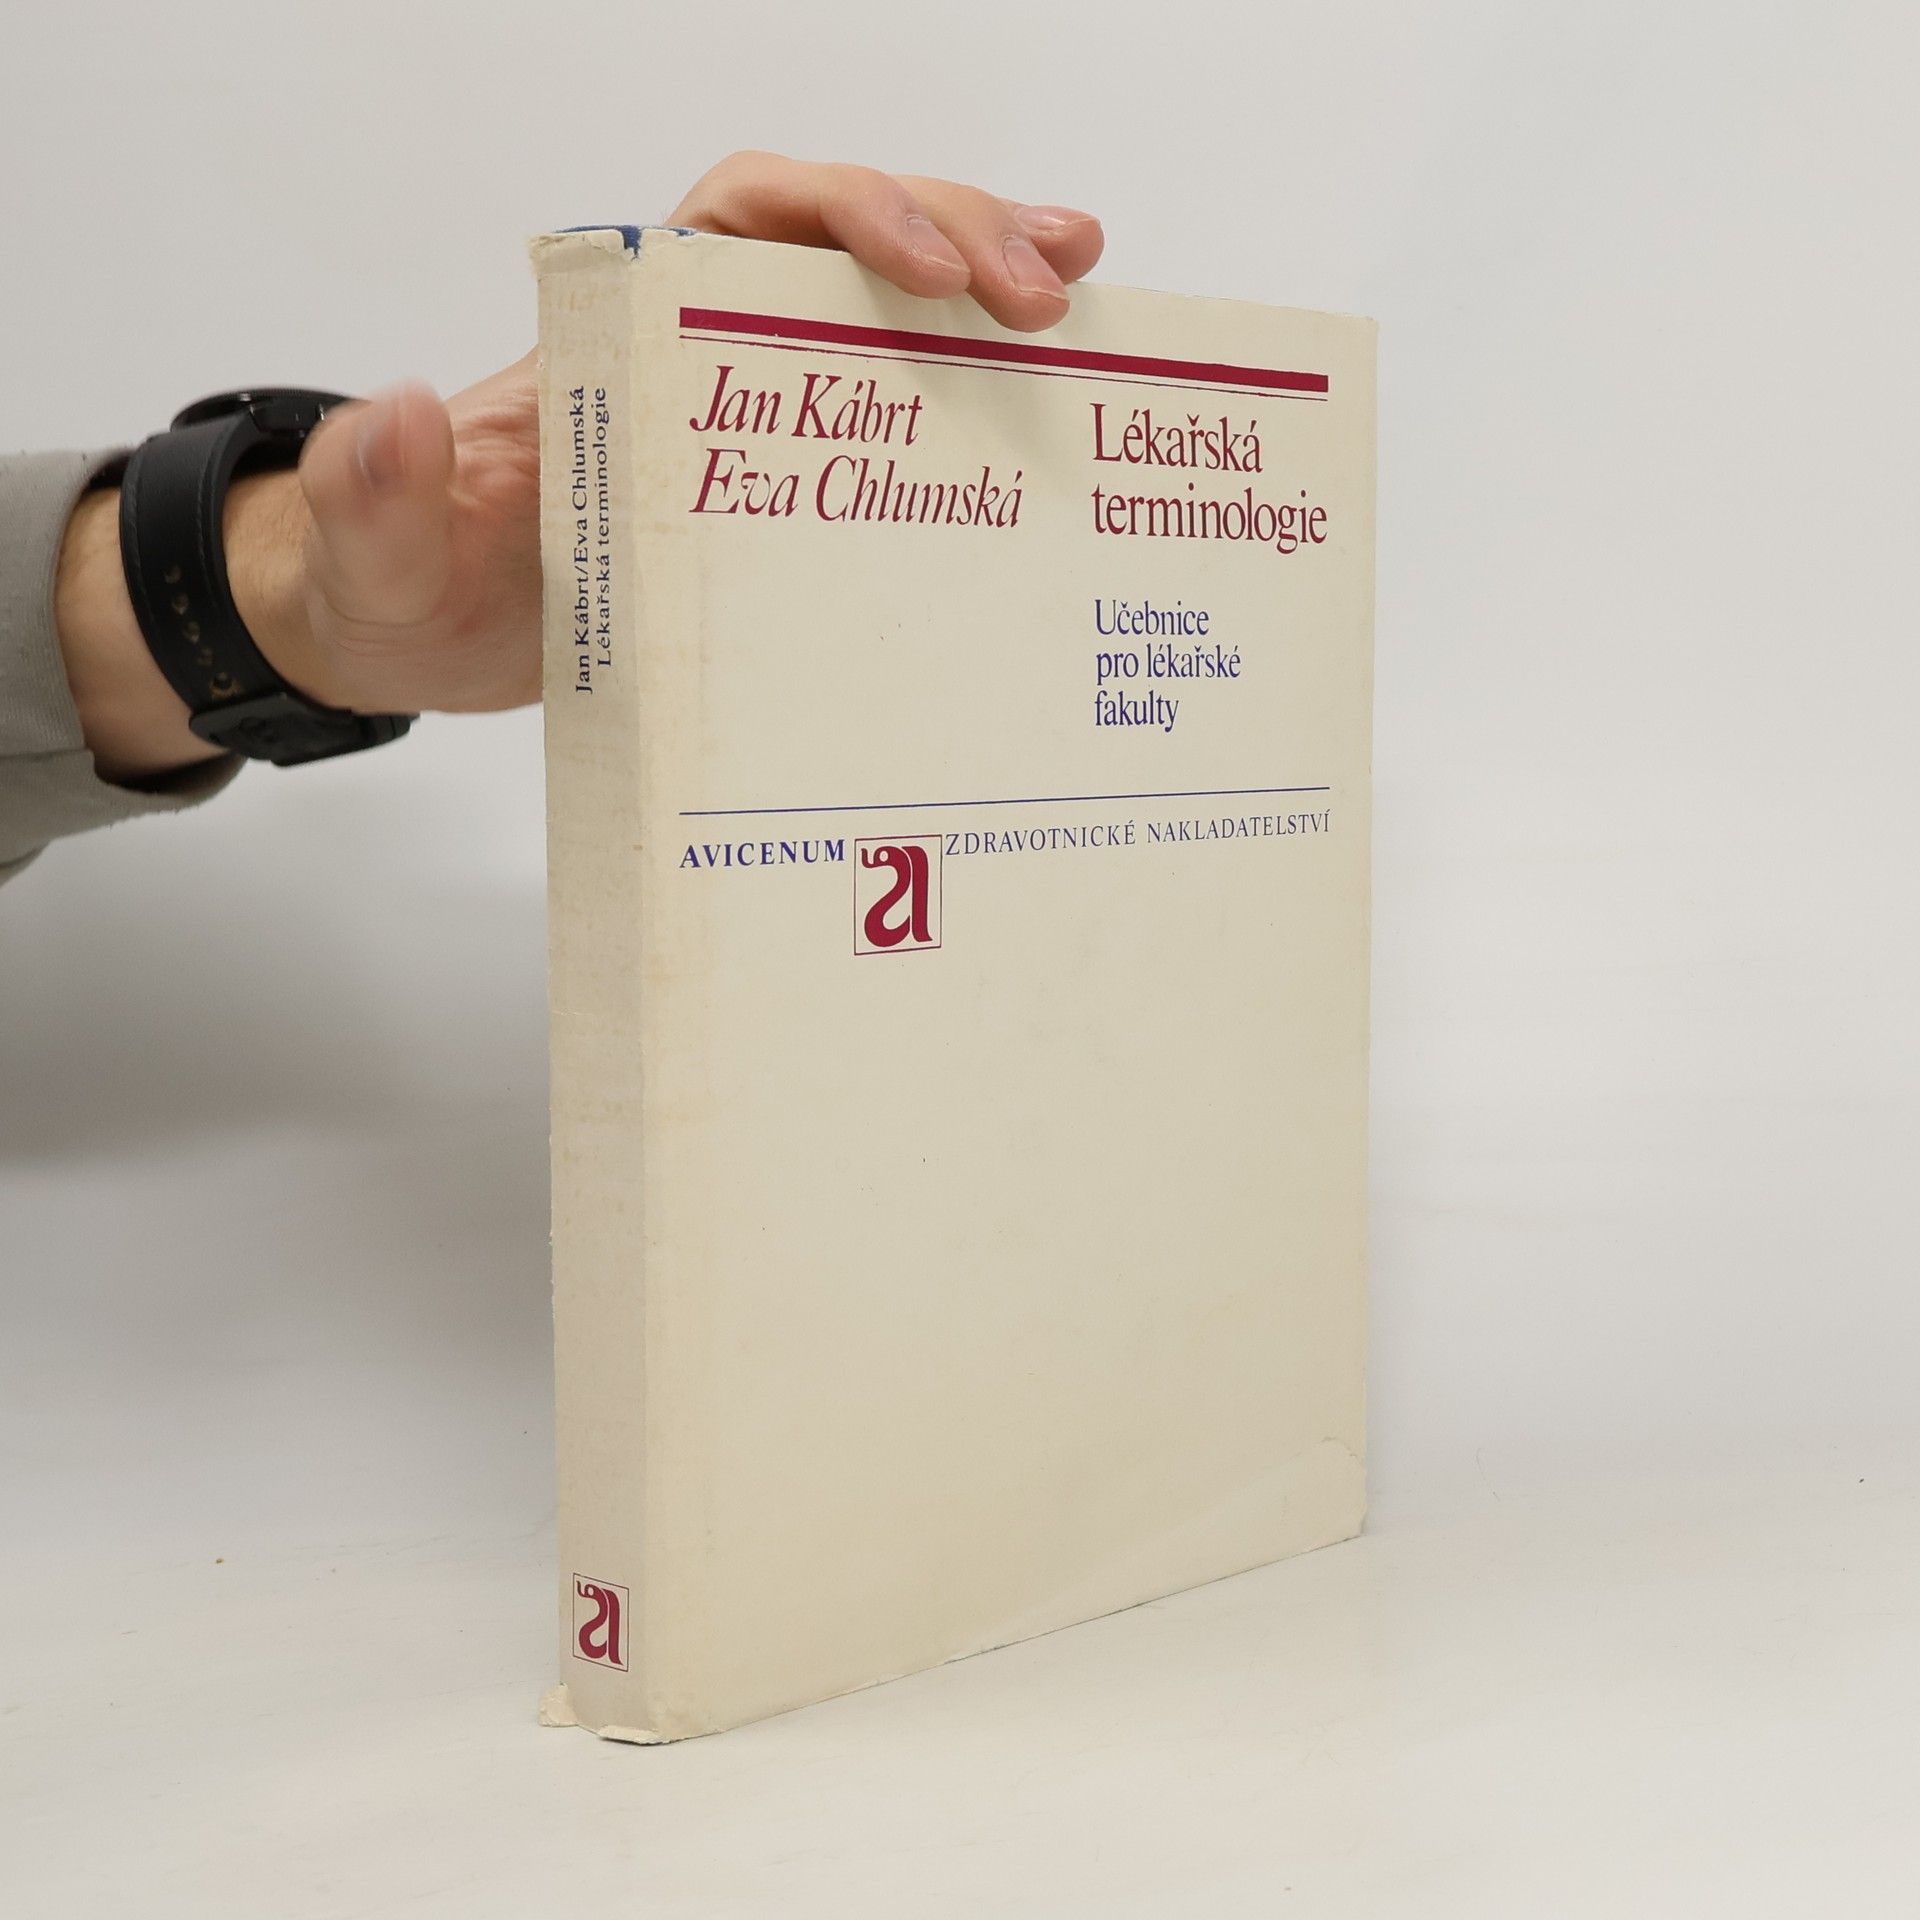 Jan Kábrt
Eva Chlumská
Lékařská
terminologie
Učebnice
pro lékařské
fakulty
AVICENUM
ZDRAVOTNICKÉ NAKLADATELSTVÍ
Jan Kábrt/Eva Chlumská
Lékařská terminologie